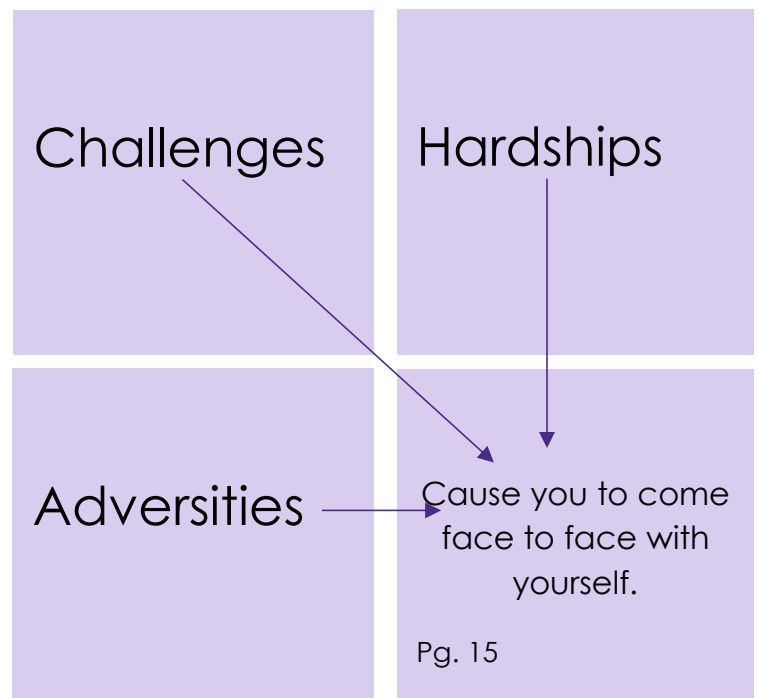 Challenges
Hardships
Adversities
Cause you to come
face to face with
yourself.
Pg. 15